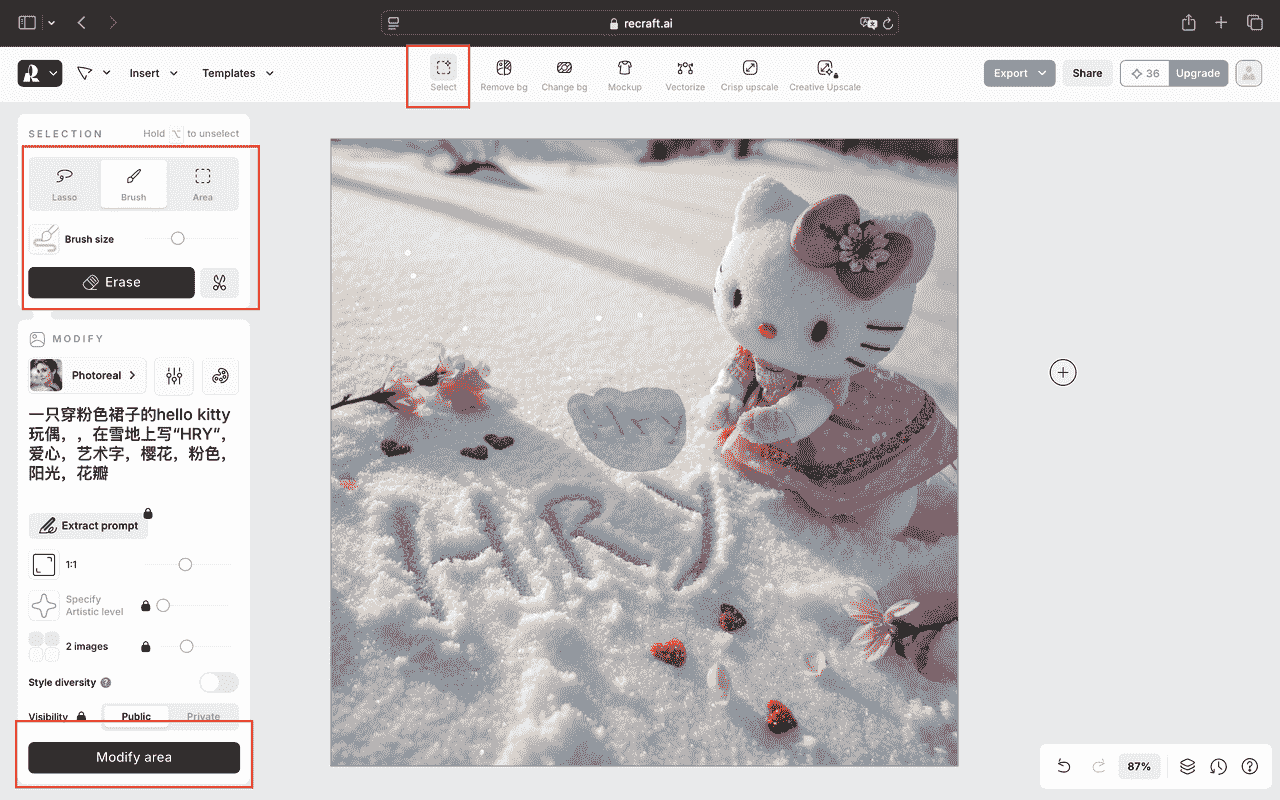 recraft.ai
Insert
Templates
Select
Remove bg
Change bg
Mockup
Vectorize
Crisp upscale
Creative Upscale
Export
Share
36
Upgrade
SELECTION
Hold ⌥ to unselect
Lasso
Brush
Area
Brush size
Erase
MODIFY
Photoreal
一只穿粉色裙子的hello kitty
玩偶，，在雪地上写“HRY”，
爱心，艺术字，樱花，粉色，
阳光，花瓣
Extract prompt
1:1
Specify
Artistic level
2 images
Style diversity
Visibility
Public
Private
Modify area
Hry
HRy
87%